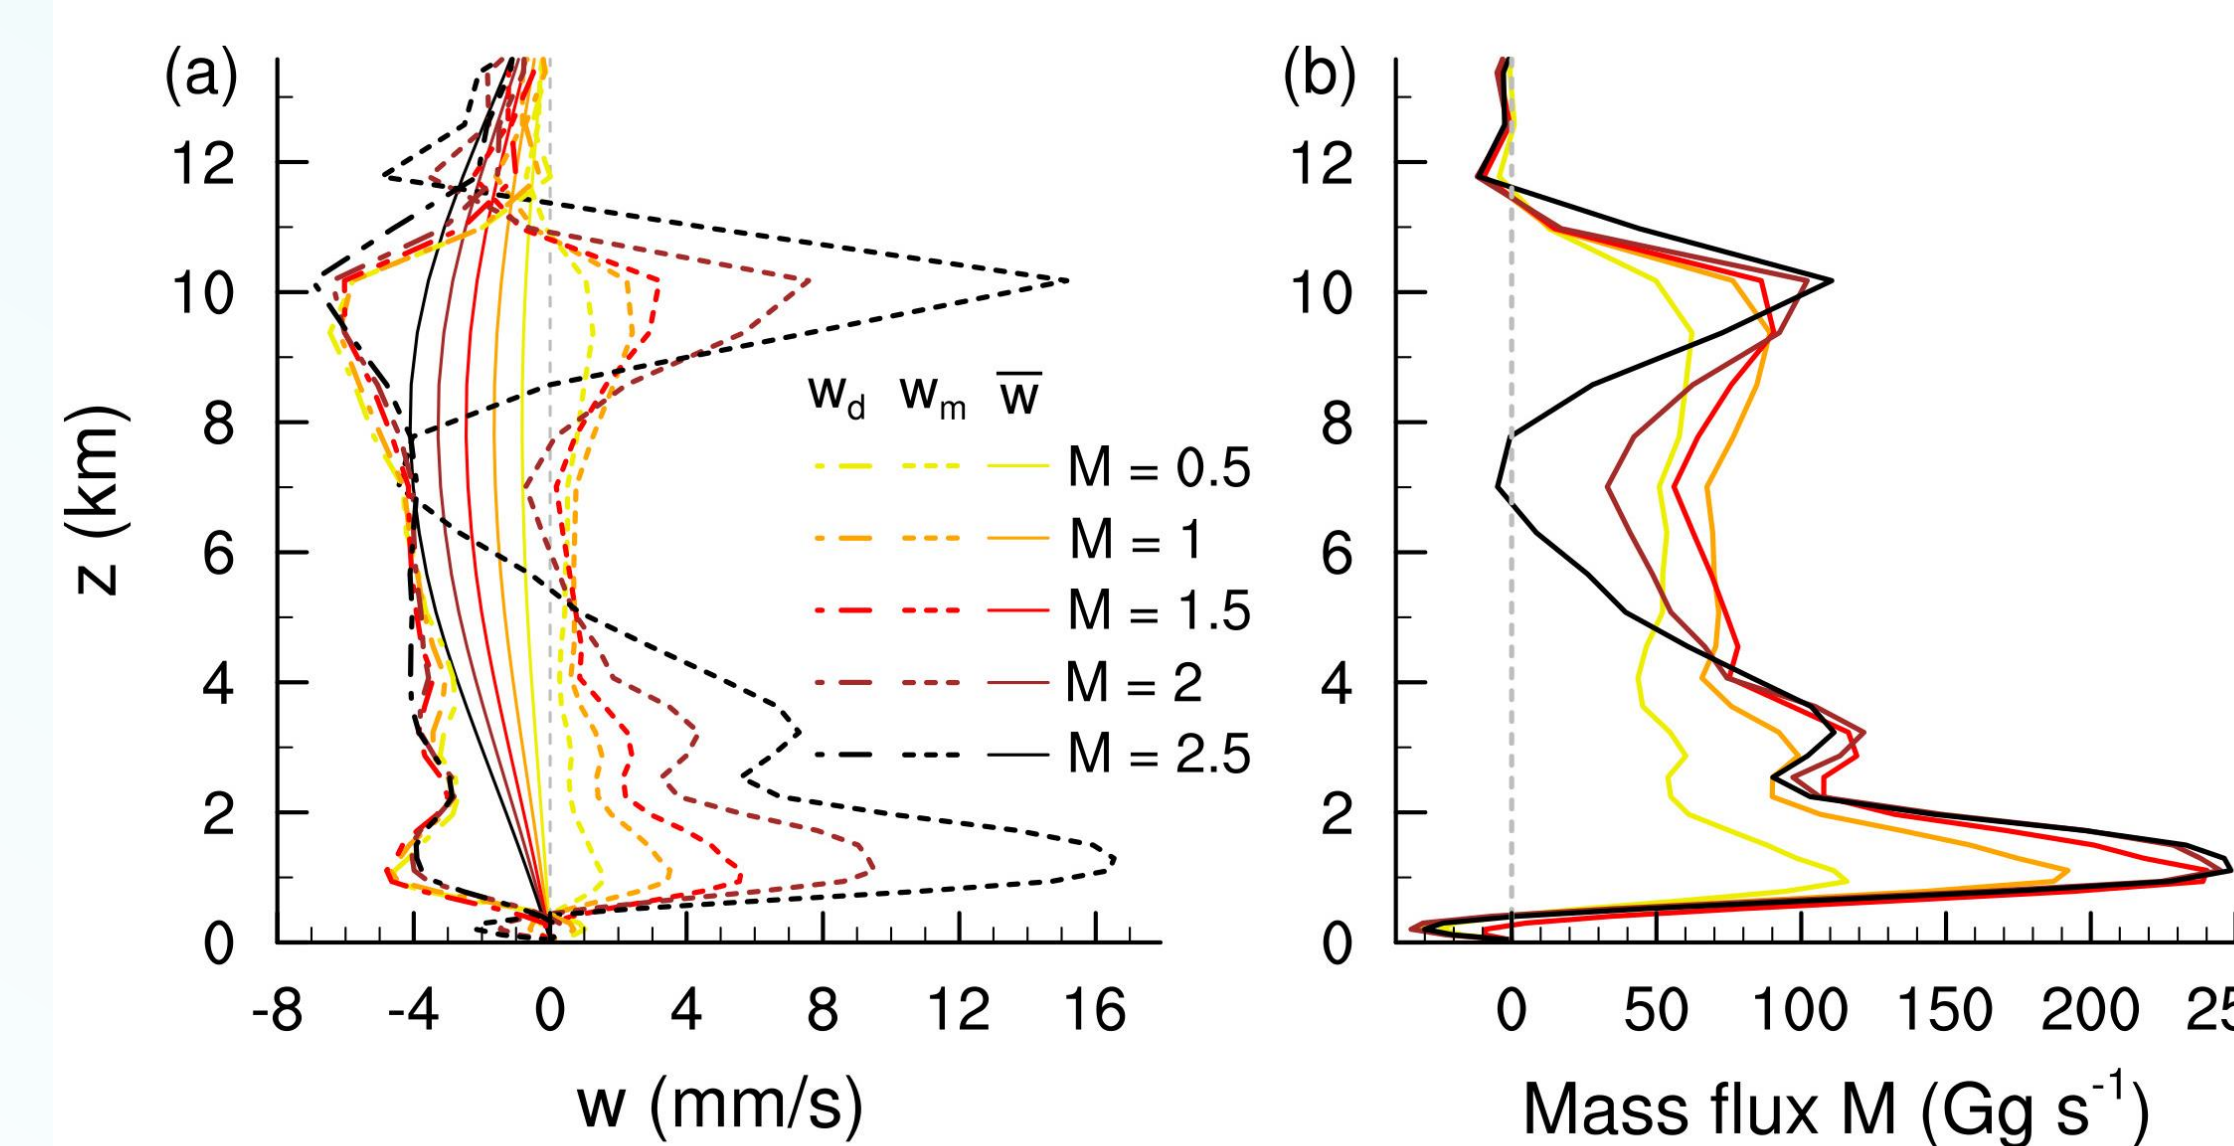 (a)
12
10
8
6
4
2
0
z (km)
-8 -4 0 4 8 12 16
w (mm/s)
w_d w_m w̅
M = 0.5
M = 1
M = 1.5
M = 2
M = 2.5
(b)
12
10
8
6
4
2
0
0 50 100 150 200 25
Mass flux M (Gg s⁻¹)